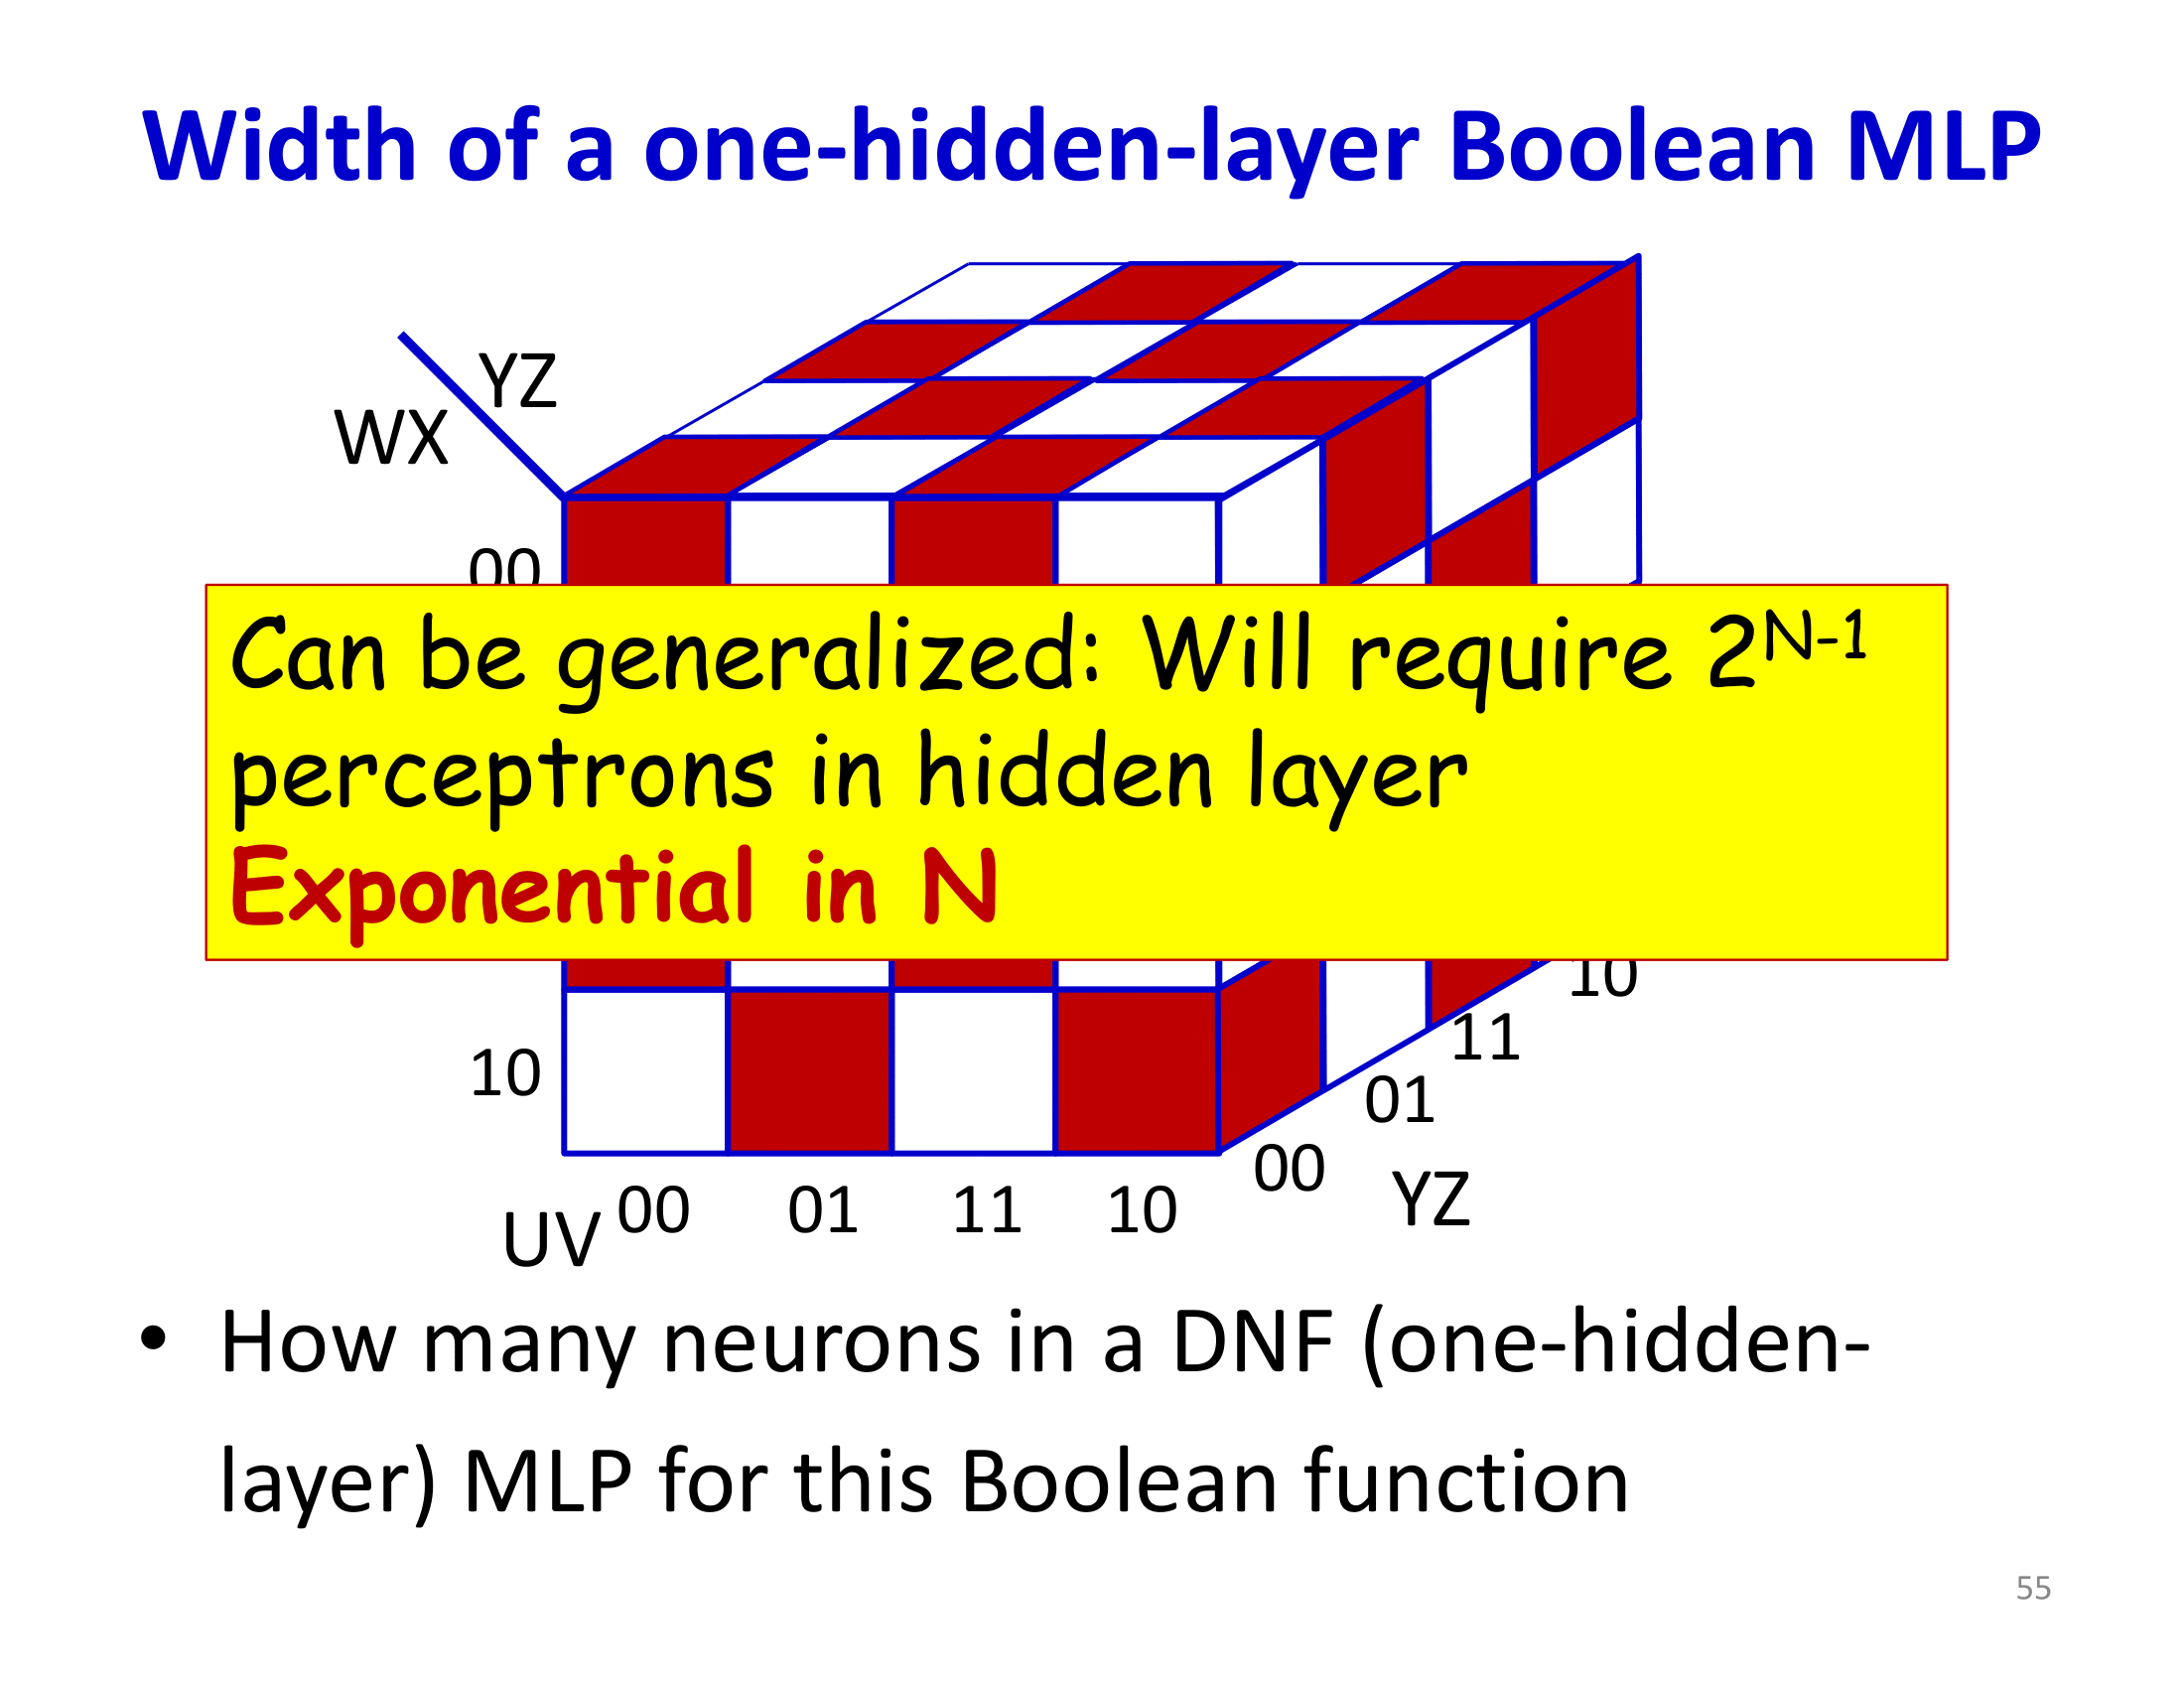 Width of a one-hidden-layer Boolean MLP
YZ
WX
00
Can be generalized: Will require 2^N-1
perceptrons in hidden layer
Exponential in N
10
11
10
01
00
YZ
00 01 11 10
UV
• How many neurons in a DNF (one-hidden-
layer) MLP for this Boolean function
55